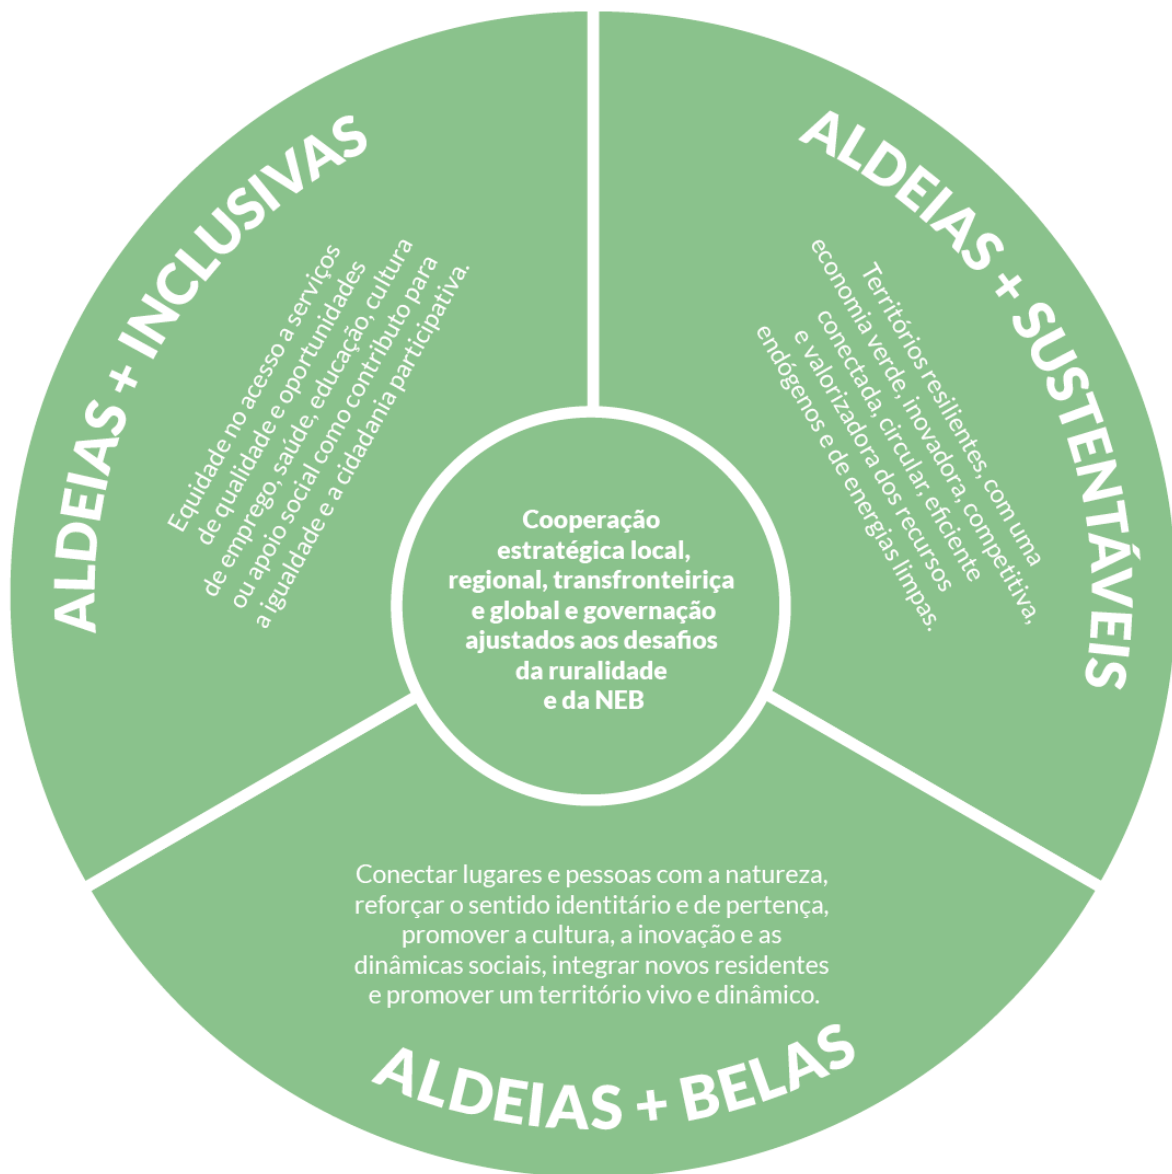 ALDEIAS + INCLUSIVAS
Equidade no acesso a serviços
de qualidade e oportunidades
de emprego, saúde, educação, cultura
ou apoio social como contributo para
a igualdade e a cidadania participativa.
ALDEIAS + SUSTENTÁVEIS
Territórios resilientes, com uma
economia verde, inovadora, competitiva,
conectada, circular, eficiente
e valorizadora dos recursos
endógenos e de energias limpas.
Cooperação
estratégica local,
regional, transfronteiriça
e global e governação
ajustados aos desafios
da ruralidade
e da NEB
Conectar lugares e pessoas com a natureza,
reforçar o sentido identitário e de pertença,
promover a cultura, a inovação e as
dinâmicas sociais, integrar novos residentes
e promover um território vivo e dinâmico.
ALDEIAS + BELAS